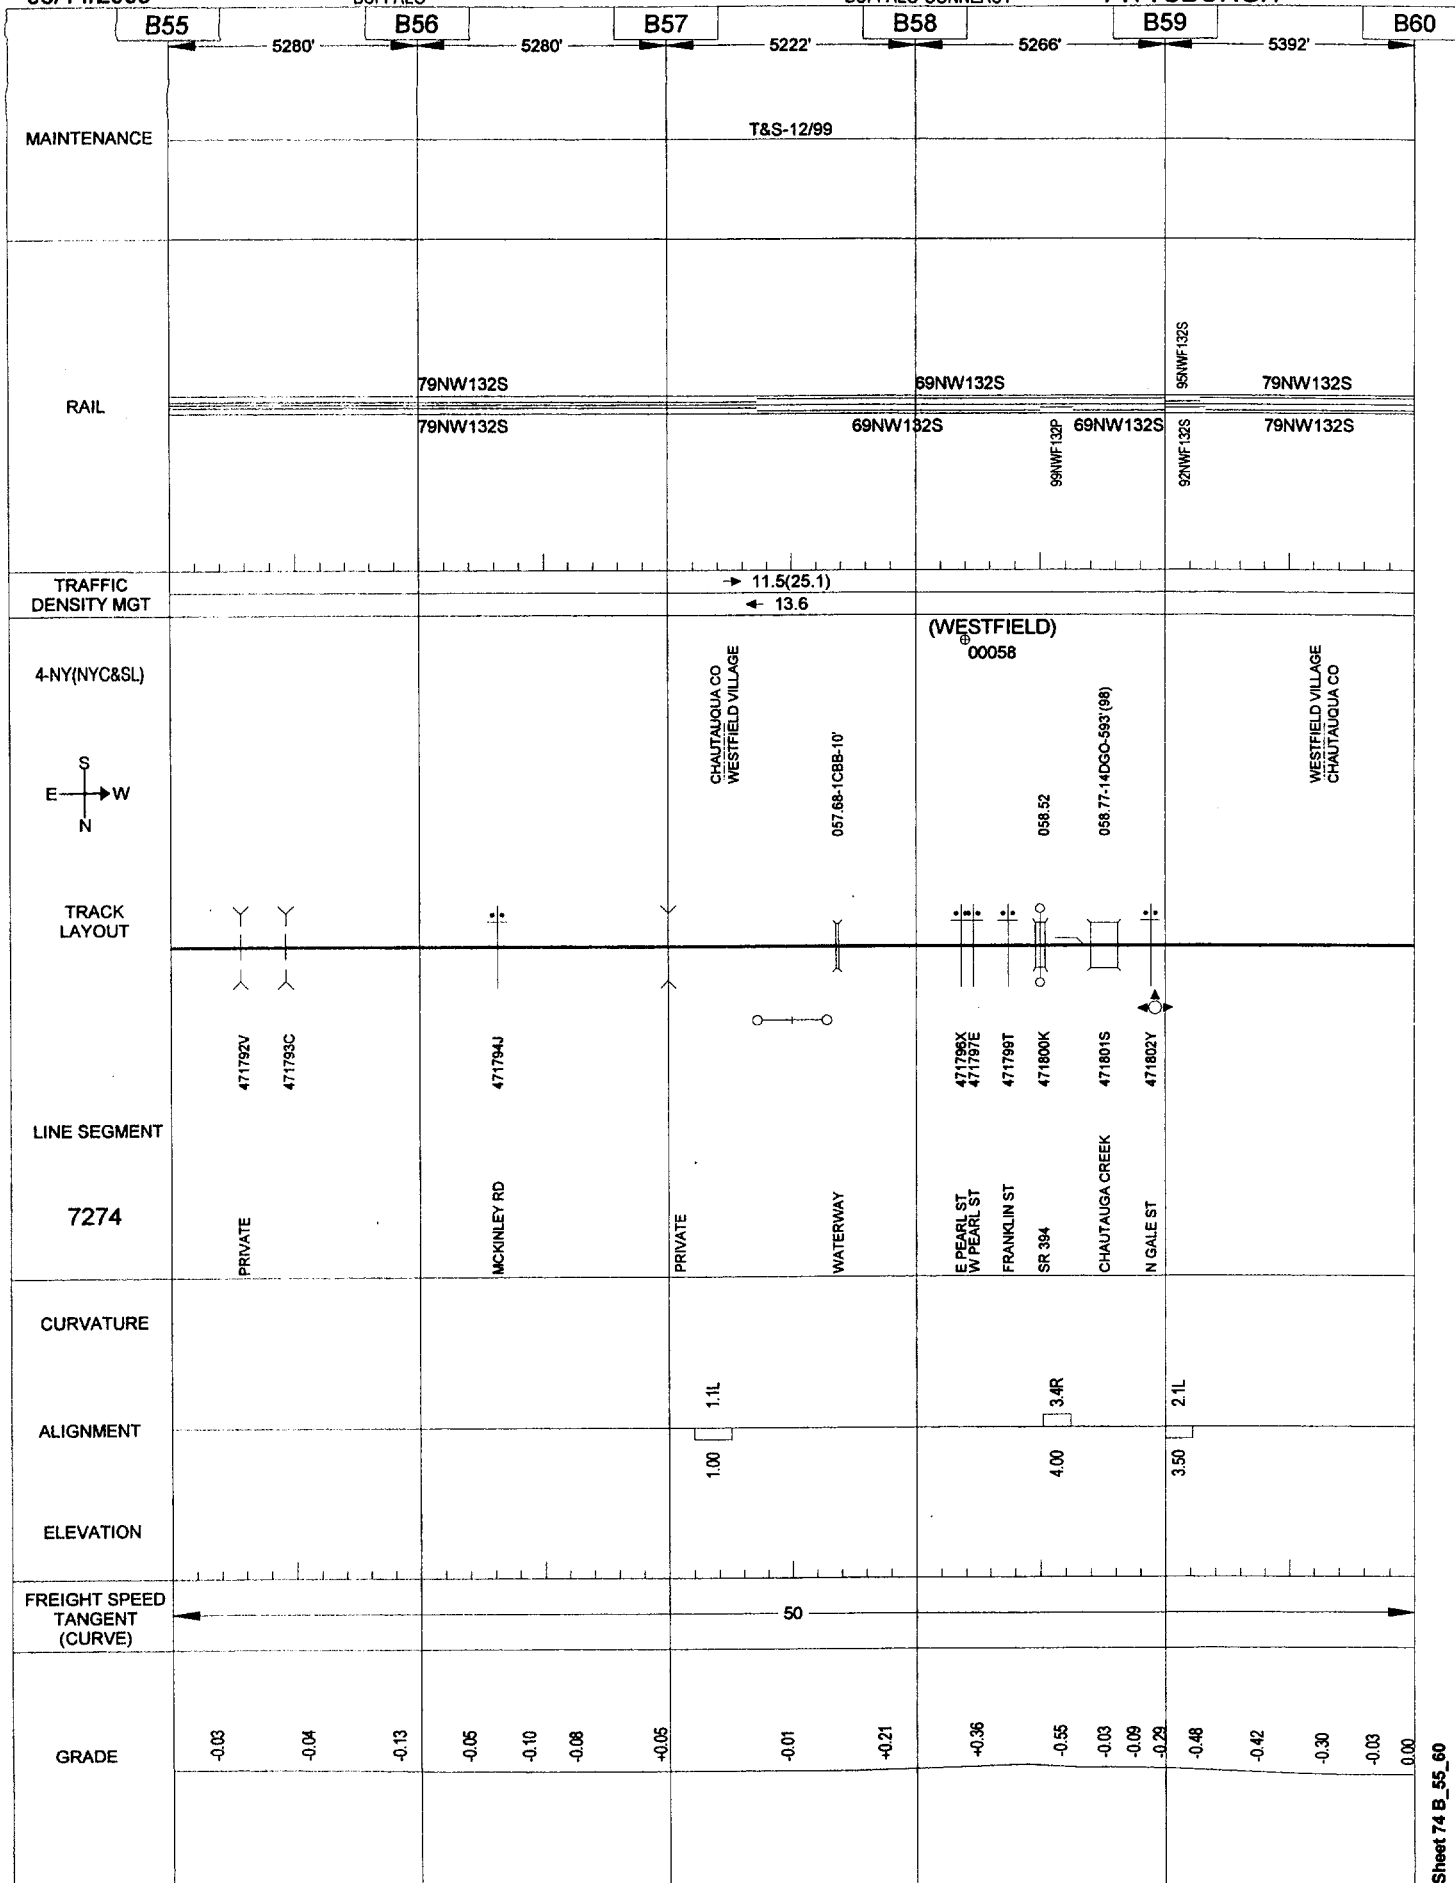 B55 B56 B57 B58 B59 B60
5280' 5280' 5222' 5266' 5392'
MAINTENANCE
T&S-12/99
RAIL
79NW132S 69NW132S 95NWF132S 79NW132S
79NW132S 69NW132S 99NWF132P 69NW132S 92NWF132S 79NW132S
TRAFFIC
DENSITY MGT
→ 11.5(25.1)
← 13.6
4-NY(NYC&SL)
(WESTFIELD)
00058
CHAUTAUQUA CO
WESTFIELD VILLAGE
057.68-1CBB-10'
058.52
058.77-14DGO-593'(98)
WESTFIELD VILLAGE
CHAUTAUQUA CO
S
E W
N
TRACK
LAYOUT
471792V
471793C
471794J
471796X
471797E
471799T
471800K
471801S
471802Y
LINE SEGMENT
7274
PRIVATE
MCKINLEY RD
PRIVATE
WATERWAY
E PEARL ST
W PEARL ST
FRANKLIN ST
SR 394
CHAUTAUGA CREEK
N GALE ST
CURVATURE
1.1L 3.4R 2.1L
ALIGNMENT
1.00 4.00 3.50
ELEVATION
FREIGHT SPEED
TANGENT
(CURVE)
50
GRADE
-0.03 -0.04 -0.13 -0.05 -0.10 -0.08 +0.05 -0.01 +0.21 +0.36 -0.55 -0.03 -0.09 -0.29 -0.48 -0.42 -0.30 -0.03 0.00
Sheet 74 B_55_60